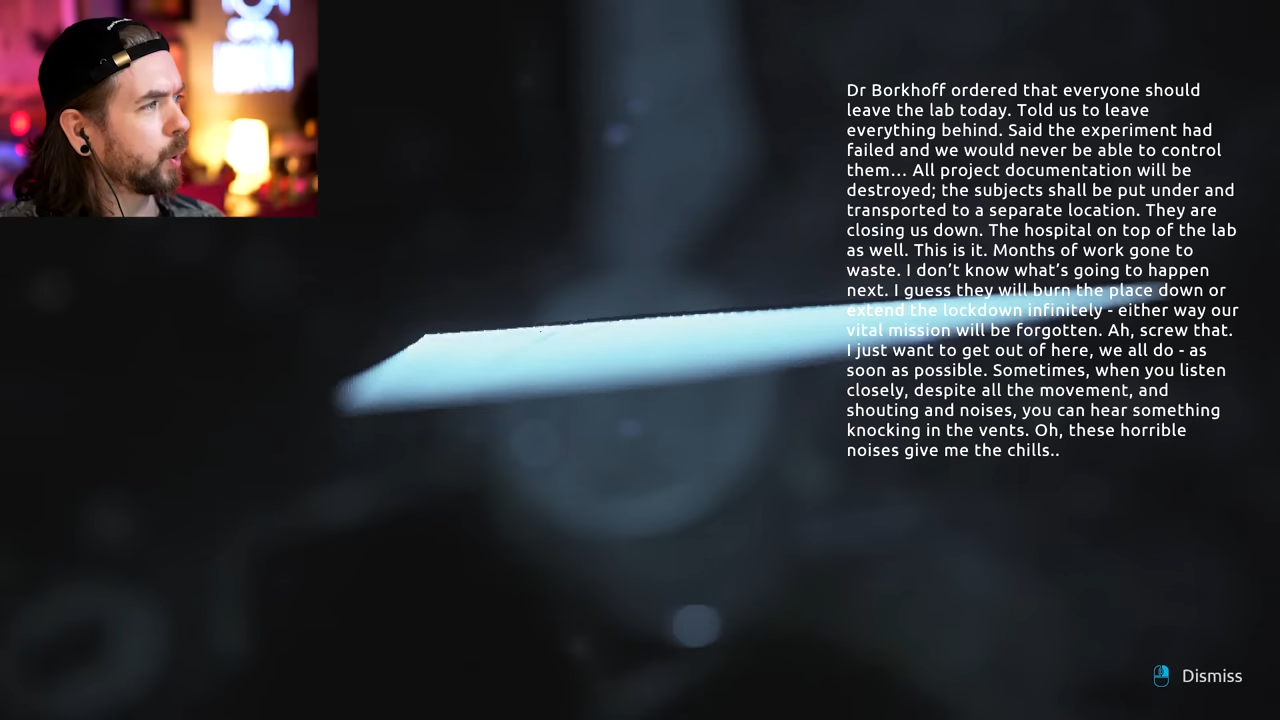 Dr Borkhoff ordered that everyone should
leave the lab today. Told us to leave
everything behind. Said the experiment had
failed and we would never be able to control
them... All project documentation will be
destroyed; the subjects shall be put under and
transported to a separate location. They are
closing us down. The hospital on top of the lab
as well. This is it. Months of work gone to
waste. I don't know what's going to happen
next. I guess they will burn the place down or
extend the lockdown infinitely - either way our
vital mission will be forgotten. Ah, screw that.
I just want to get out of here, we all do - as
soon as possible. Sometimes, when you listen
closely, despite all the movement, and
shouting and noises, you can hear something
knocking in the vents. Oh, these horrible
noises give me the chills..
Dismiss